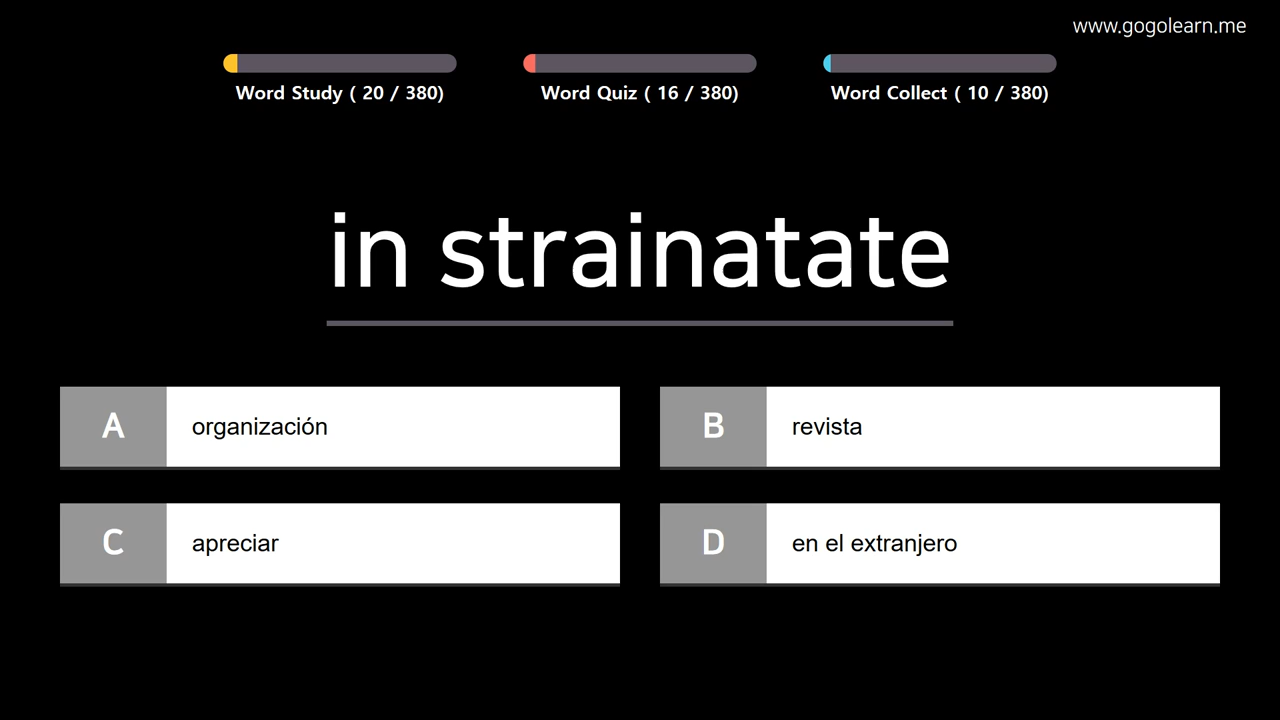 www.gogolearn.me
Word Study ( 20 / 380)
Word Quiz ( 16 / 380)
Word Collect ( 10 / 380)
in strainatate
A organización
B revista
C apreciar
D en el extranjero